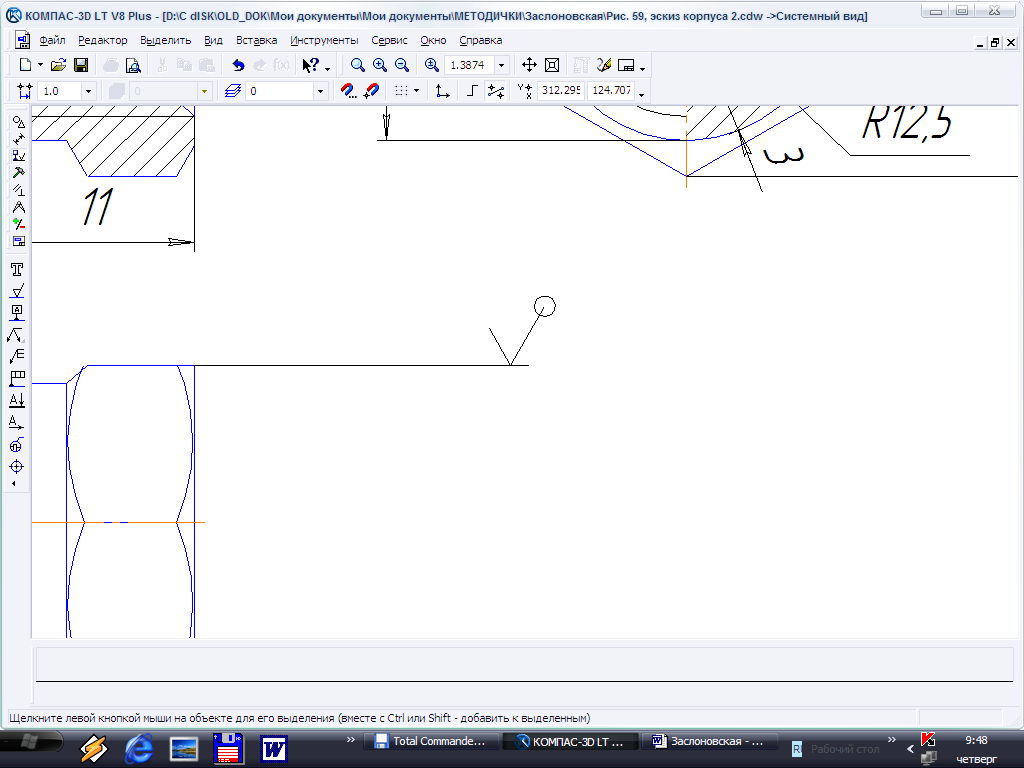 КОМПАС-3D LT V8 Plus - [D:\C dISK\OLD_DOK\Мои документы\Мои документы\МЕТОДИЧКИ\Заслоновская\Рис. 59, эскиз корпуса 2.cdw ->Системный вид]
Файл Редактор Выделить Вид Вставка Инструменты Сервис Окно Справка
1.3874
1.0 0 0 312.295 124.707
R12,5
3
11
Щелкните левой кнопкой мыши на объекте для его выделения (вместе с Ctrl или Shift - добавить к выделенным)
Total Commande... КОМПАС-3D LT ... Заслоновская - ... Рабочий стол 9:48
четверг